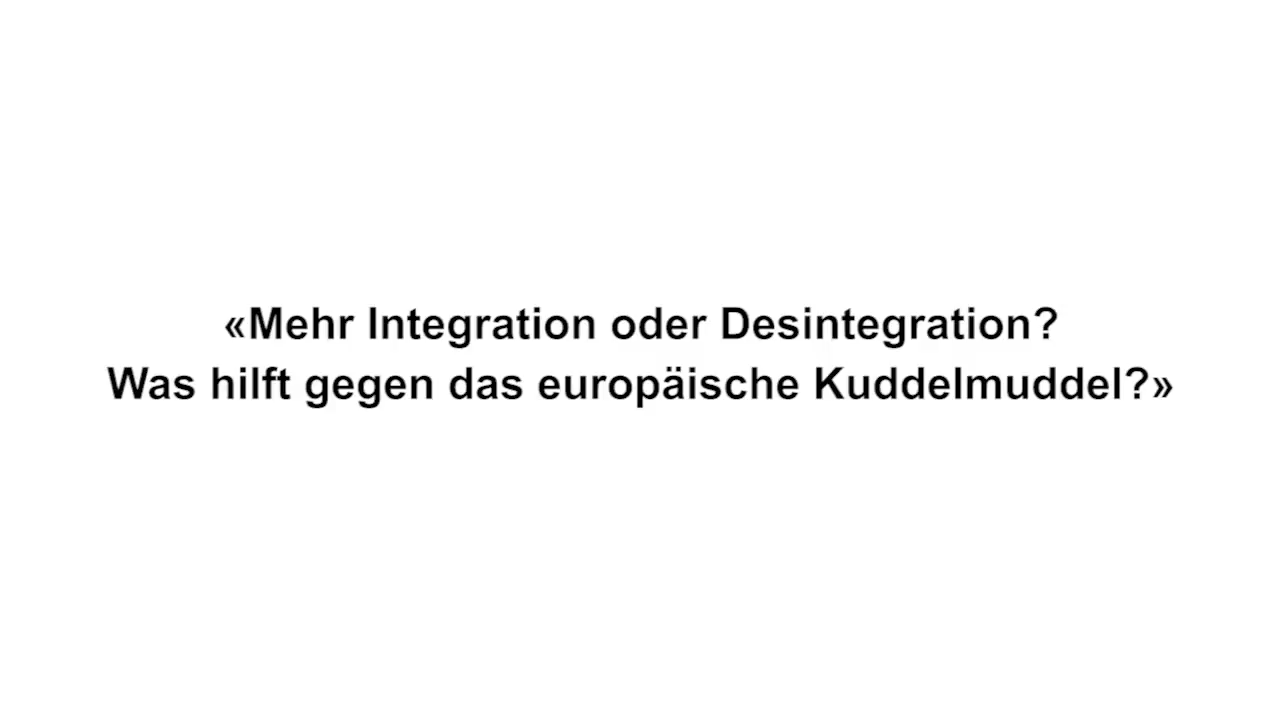 «Mehr Integration oder Desintegration?
Was hilft gegen das europäische Kuddelmuddel?»